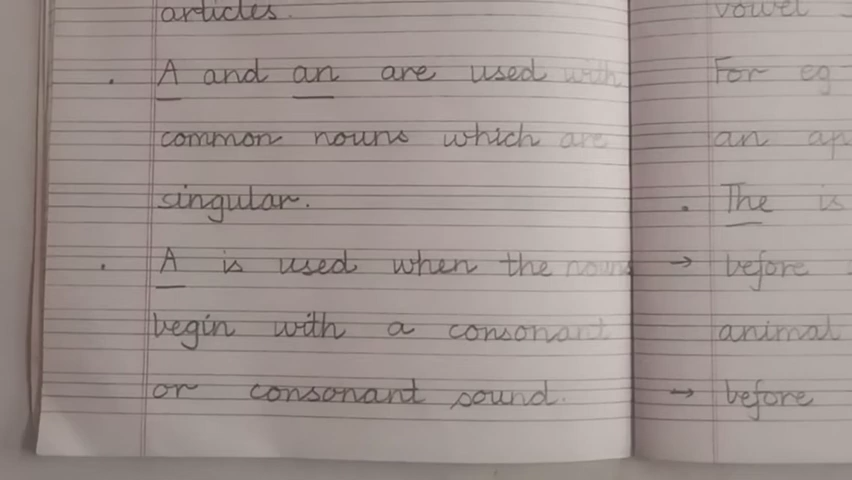 articles.
. A and an are used with
common nouns which are
singular.
. A is used when the nouns
begin with a consonant
or consonant sound.
vowel
For eg
an ap
. The is
→ before
animal
→ before